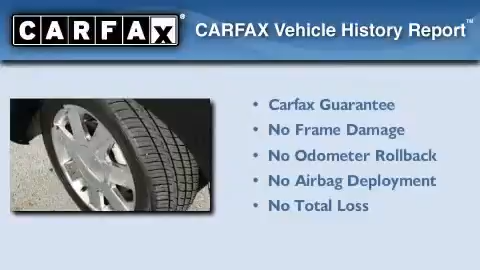 CARFAX® CARFAX Vehicle History Report™
• Carfax Guarantee
• No Frame Damage
• No Odometer Rollback
• No Airbag Deployment
• No Total Loss